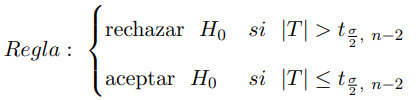 Regla : rechazar H₀ si |T| > t_{σ/2, n−2}
aceptar H₀ si |T| ≤ t_{σ/2, n−2}